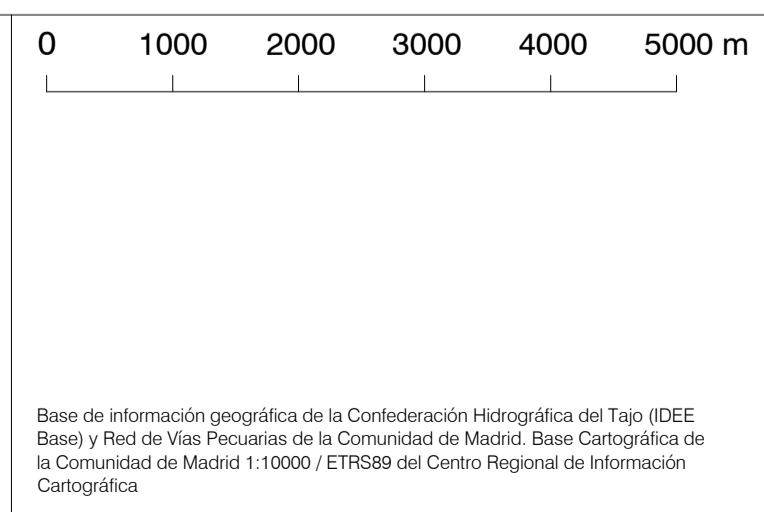 0 1000 2000 3000 4000 5000 m
Base de información geográfica de la Confederación Hidrográfica del Tajo (IDEE
Base) y Red de Vías Pecuarias de la Comunidad de Madrid. Base Cartográfica de
la Comunidad de Madrid 1:10000 / ETRS89 del Centro Regional de Información
Cartográfica